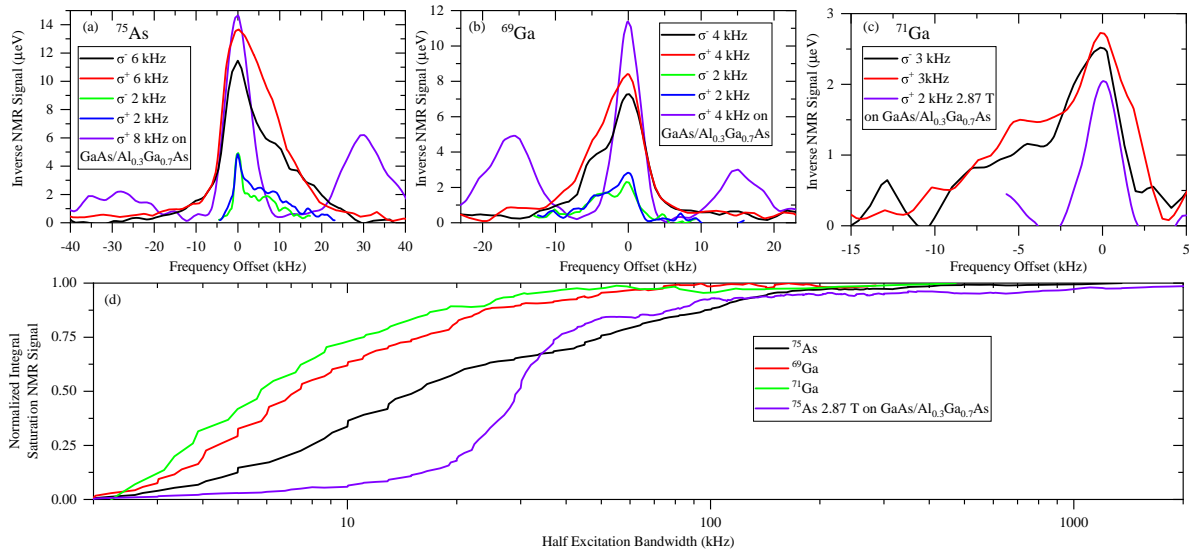 (a)
⁷⁵As
σ⁻ 6 kHz
σ⁺ 6 kHz
σ⁻ 2 kHz
σ⁺ 2 kHz
σ⁺ 8 kHz on
GaAs/Al₀.₃Ga₀.₇As
Inverse NMR Signal (μeV)
14
12
10
8
6
4
2
0
-40 -30 -20 -10 0 10 20 30 40
Frequency Offset (kHz)
(b)
⁶⁹Ga
σ⁻ 4 kHz
σ⁺ 4 kHz
σ⁻ 2 kHz
σ⁺ 2 kHz
σ⁺ 4 kHz on
GaAs/Al₀.₃Ga₀.₇As
Inverse NMR Signal (μeV)
12
10
8
6
4
2
0
-20 -10 0 10 20
Frequency Offset (kHz)
(c)
⁷¹Ga
σ⁻ 3 kHz
σ⁺ 3kHz
σ⁺ 2 kHz 2.87 T
on GaAs/Al₀.₃Ga₀.₇As
Inverse NMR Signal (μeV)
3
2
1
0
-15 -10 -5 0 5
Frequency Offset (kHz)
(d)
⁷⁵As
⁶⁹Ga
⁷¹Ga
⁷⁵As 2.87 T on GaAs/Al₀.₃Ga₀.₇As
Normalized Integral
Saturation NMR Signal
1.00
0.75
0.50
0.25
0.00
10 100 1000
Half Excitation Bandwidth (kHz)